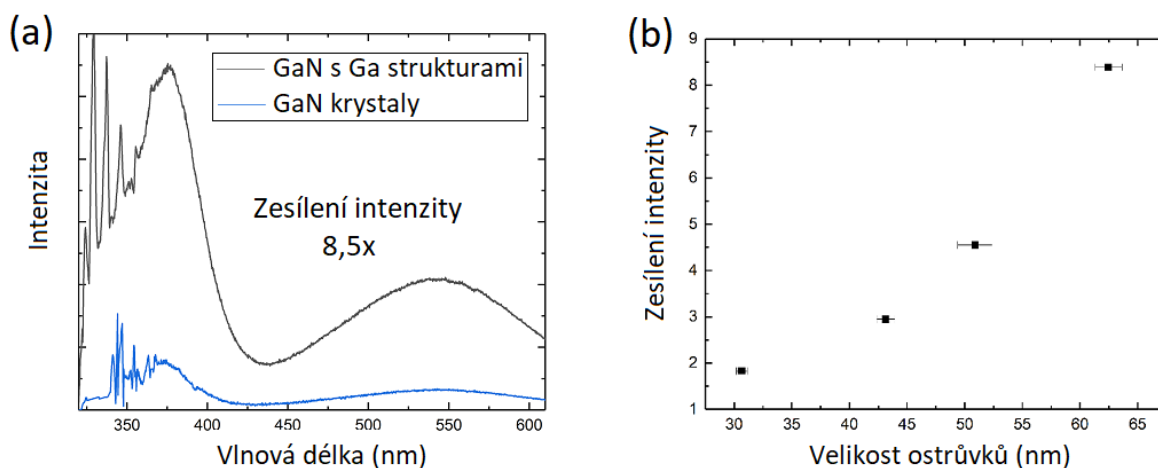 (a)
GaN s Ga strukturami
GaN krystaly
Intenzita
Zesílení intenzity
8,5x
350 400 450 500 550 600
Vlnová délka (nm)
(b)
9
8
7
6
5
4
3
2
1
Zesílení intenzity
30 35 40 45 50 55 60 65
Velikost ostrůvků (nm)